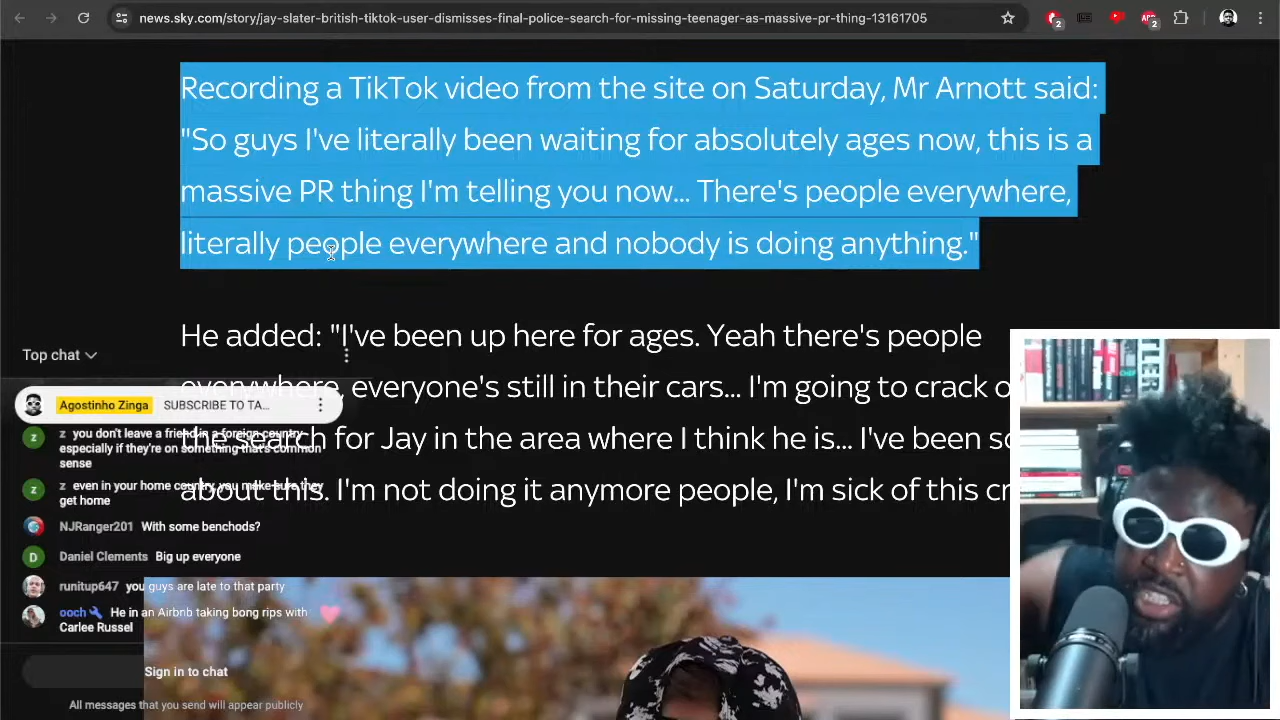 news.sky.com/story/jay-slater-british-tiktok-user-dismisses-final-police-search-for-missing-teenager-as-massive-pr-thing-13161705
2
2
Recording a TikTok video from the site on Saturday, Mr Arnott said:
"So guys I've literally been waiting for absolutely ages now, this is a
massive PR thing I'm telling you now... There's people everywhere,
literally people everywhere and nobody is doing anything."
He added: "I've been up here for ages. Yeah there's people
everywhere, everyone's still in their cars... I'm going to crack o
the search for Jay in the area where I think he is... I've been so
about this. I'm not doing it anymore people, I'm sick of this cr
Top chat
Agostinho Zinga SUBSCRIBE TO TA...
z you don't leave a friend in a foreign country
especially if they're on something that's common
sense
z even in your home country you make sure the
get home
NJRanger201 With some benchods?
Daniel Clements Big up everyone
runitup647 you guys are late to that party
ooch He in an Airbnb taking bong rips with
Carlee Russel
Sign in to chat
All messages that you send will appear publicly